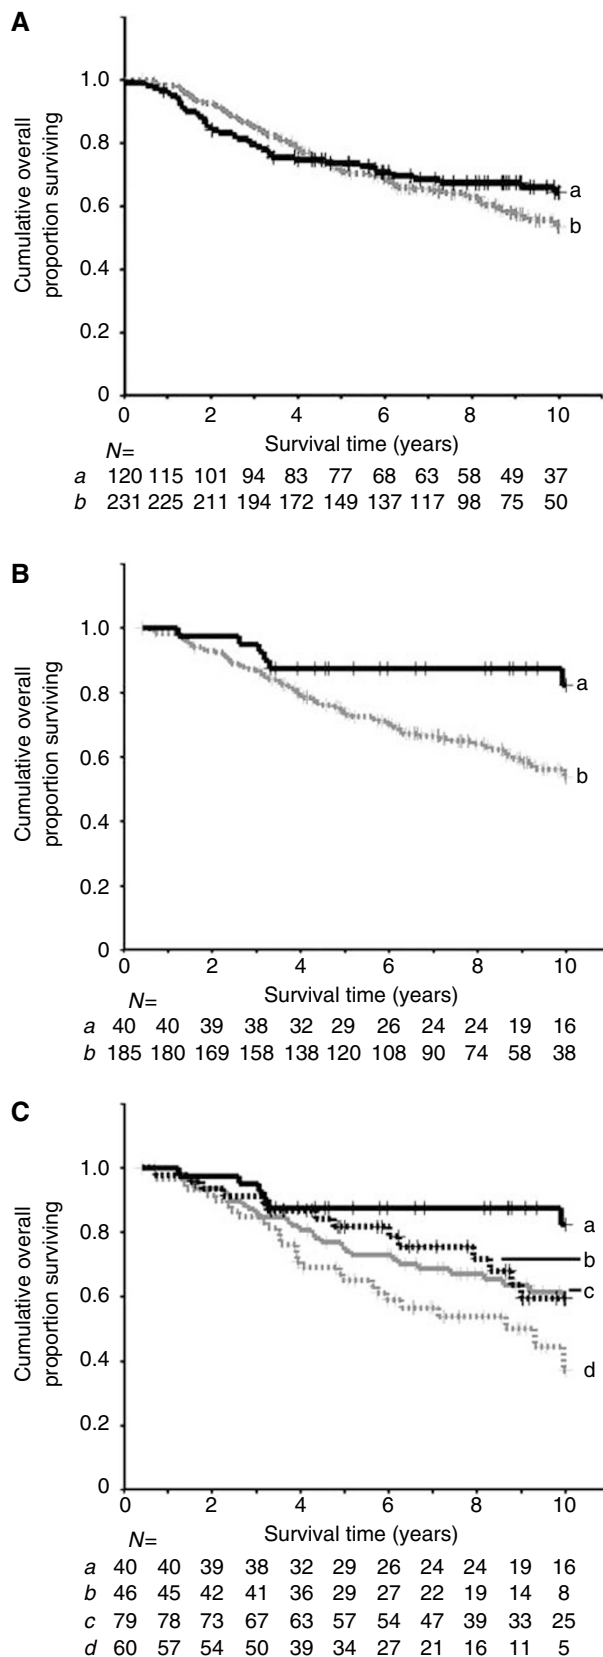 A
Cumulative overall
proportion surviving
1.0
0.8
0.6
0.4
0.2
0
a
b
0 2 4 6 8 10
Survival time (years)
N=
a 120 115 101 94 83 77 68 63 58 49 37
b 231 225 211 194 172 149 137 117 98 75 50
B
Cumulative overall
proportion surviving
1.0
0.8
0.6
0.4
0.2
0
a
b
0 2 4 6 8 10
Survival time (years)
N=
a 40 40 39 38 32 29 26 24 24 19 16
b 185 180 169 158 138 120 108 90 74 58 38
C
Cumulative overall
proportion surviving
1.0
0.8
0.6
0.4
0.2
0
a
b
c
d
0 2 4 6 8 10
Survival time (years)
N=
a 40 40 39 38 32 29 26 24 24 19 16
b 46 45 42 41 36 29 27 22 19 14 8
c 79 78 73 67 63 57 54 47 39 33 25
d 60 57 54 50 39 34 27 21 16 11 5